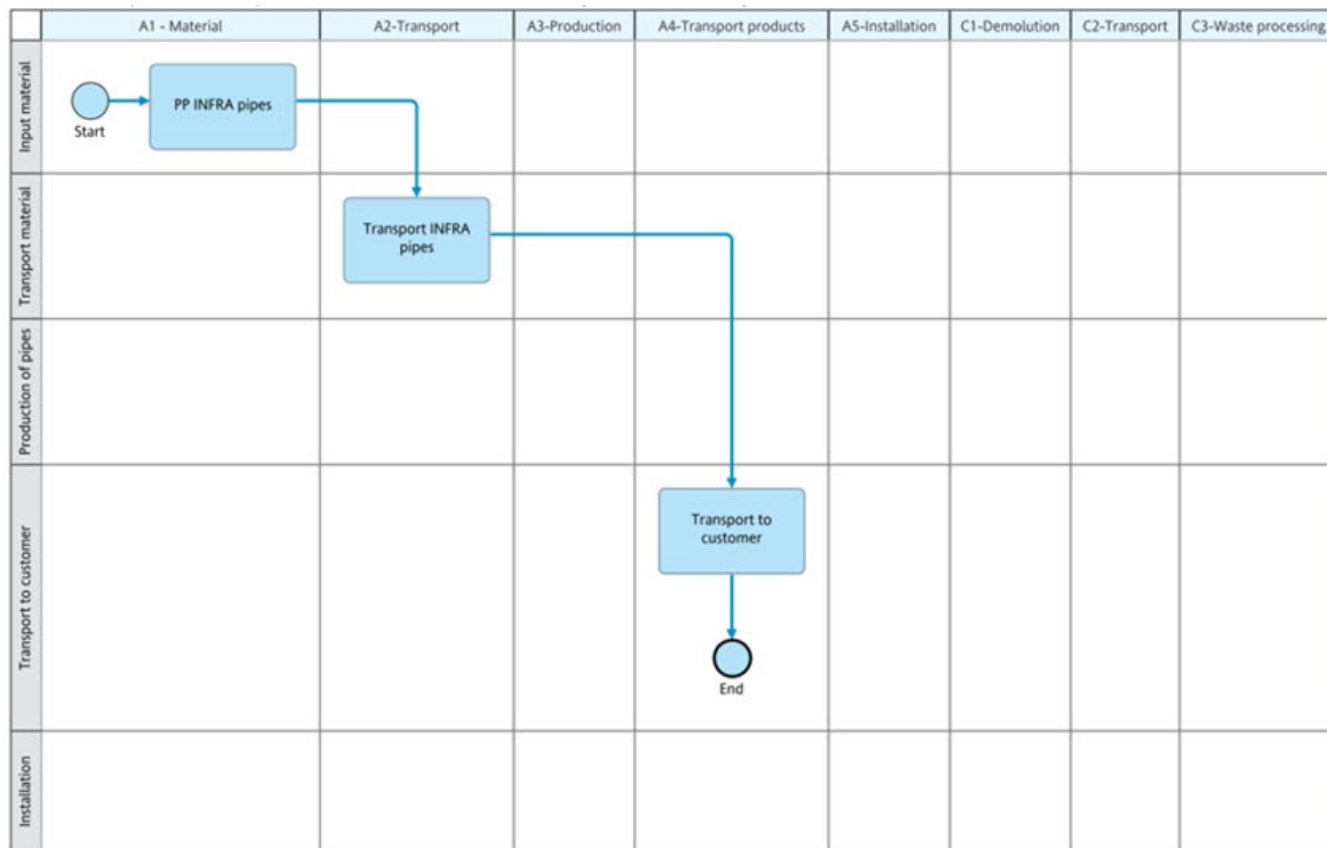 A1 - Material
A2-Transport
A3-Production
A4-Transport products
A5-Installation
C1-Demolution
C2-Transport
C3-Waste processing
Input material
Start
PP INFRA pipes
Transport material
Transport INFRA
pipes
Production of pipes
Transport to customer
Transport to
customer
End
Installation